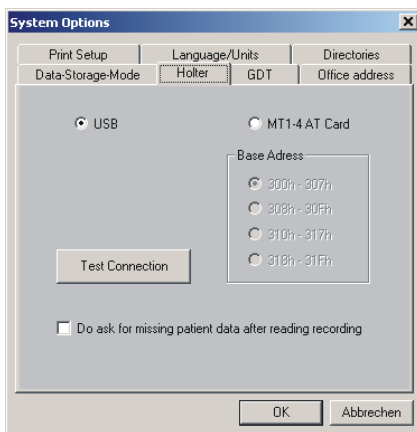 System Options
Print Setup Language/Units Directories
Data-Storage-Mode Holter GDT Office address
USB MT1-4 AT Card
Base Adress
300h - 307h
308h - 30Fh
310h - 317h
318h - 31Fh
Test Connection
Do ask for missing patient data after reading recording
OK Abbrechen